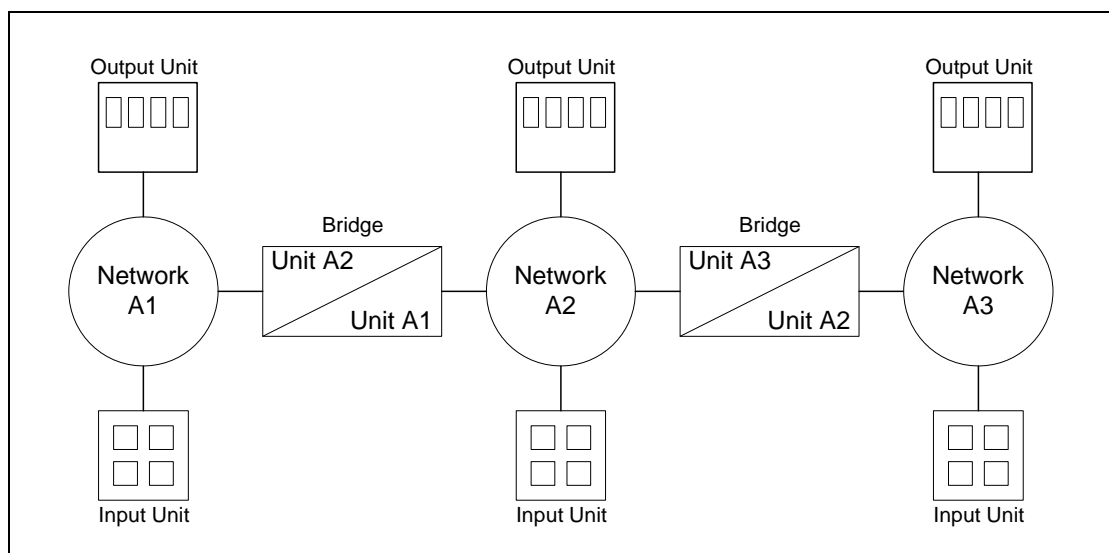 Output Unit
Output Unit
Output Unit
Bridge
Bridge
Network
A1
Unit A2
Unit A1
Network
A2
Unit A3
Unit A2
Network
A3
Input Unit
Input Unit
Input Unit